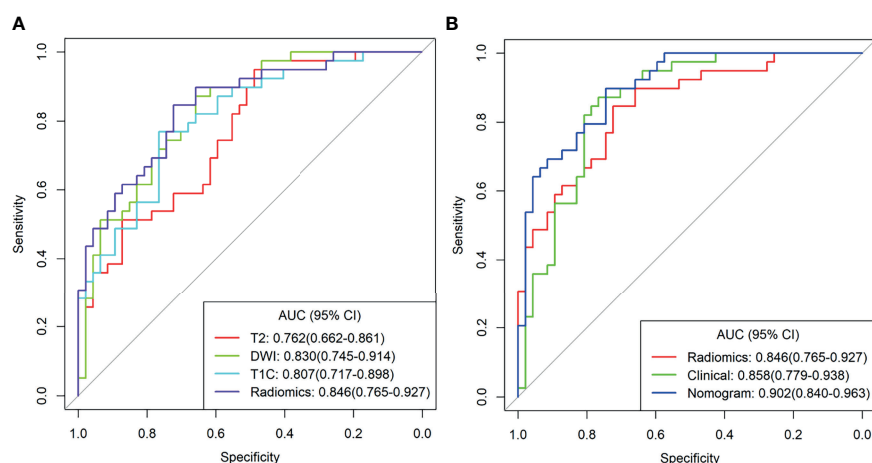 A
Sensitivity
1.0
0.8
0.6
0.4
0.2
0.0
AUC (95% CI)
T2: 0.762(0.662-0.861)
DWI: 0.830(0.745-0.914)
T1C: 0.807(0.717-0.898)
Radiomics: 0.846(0.765-0.927)
1.0 0.8 0.6 0.4 0.2 0.0
Specificity
B
Sensitivity
1.0
0.8
0.6
0.4
0.2
0.0
AUC (95% CI)
Radiomics: 0.846(0.765-0.927)
Clinical: 0.858(0.779-0.938)
Nomogram: 0.902(0.840-0.963)
1.0 0.8 0.6 0.4 0.2 0.0
Specificity